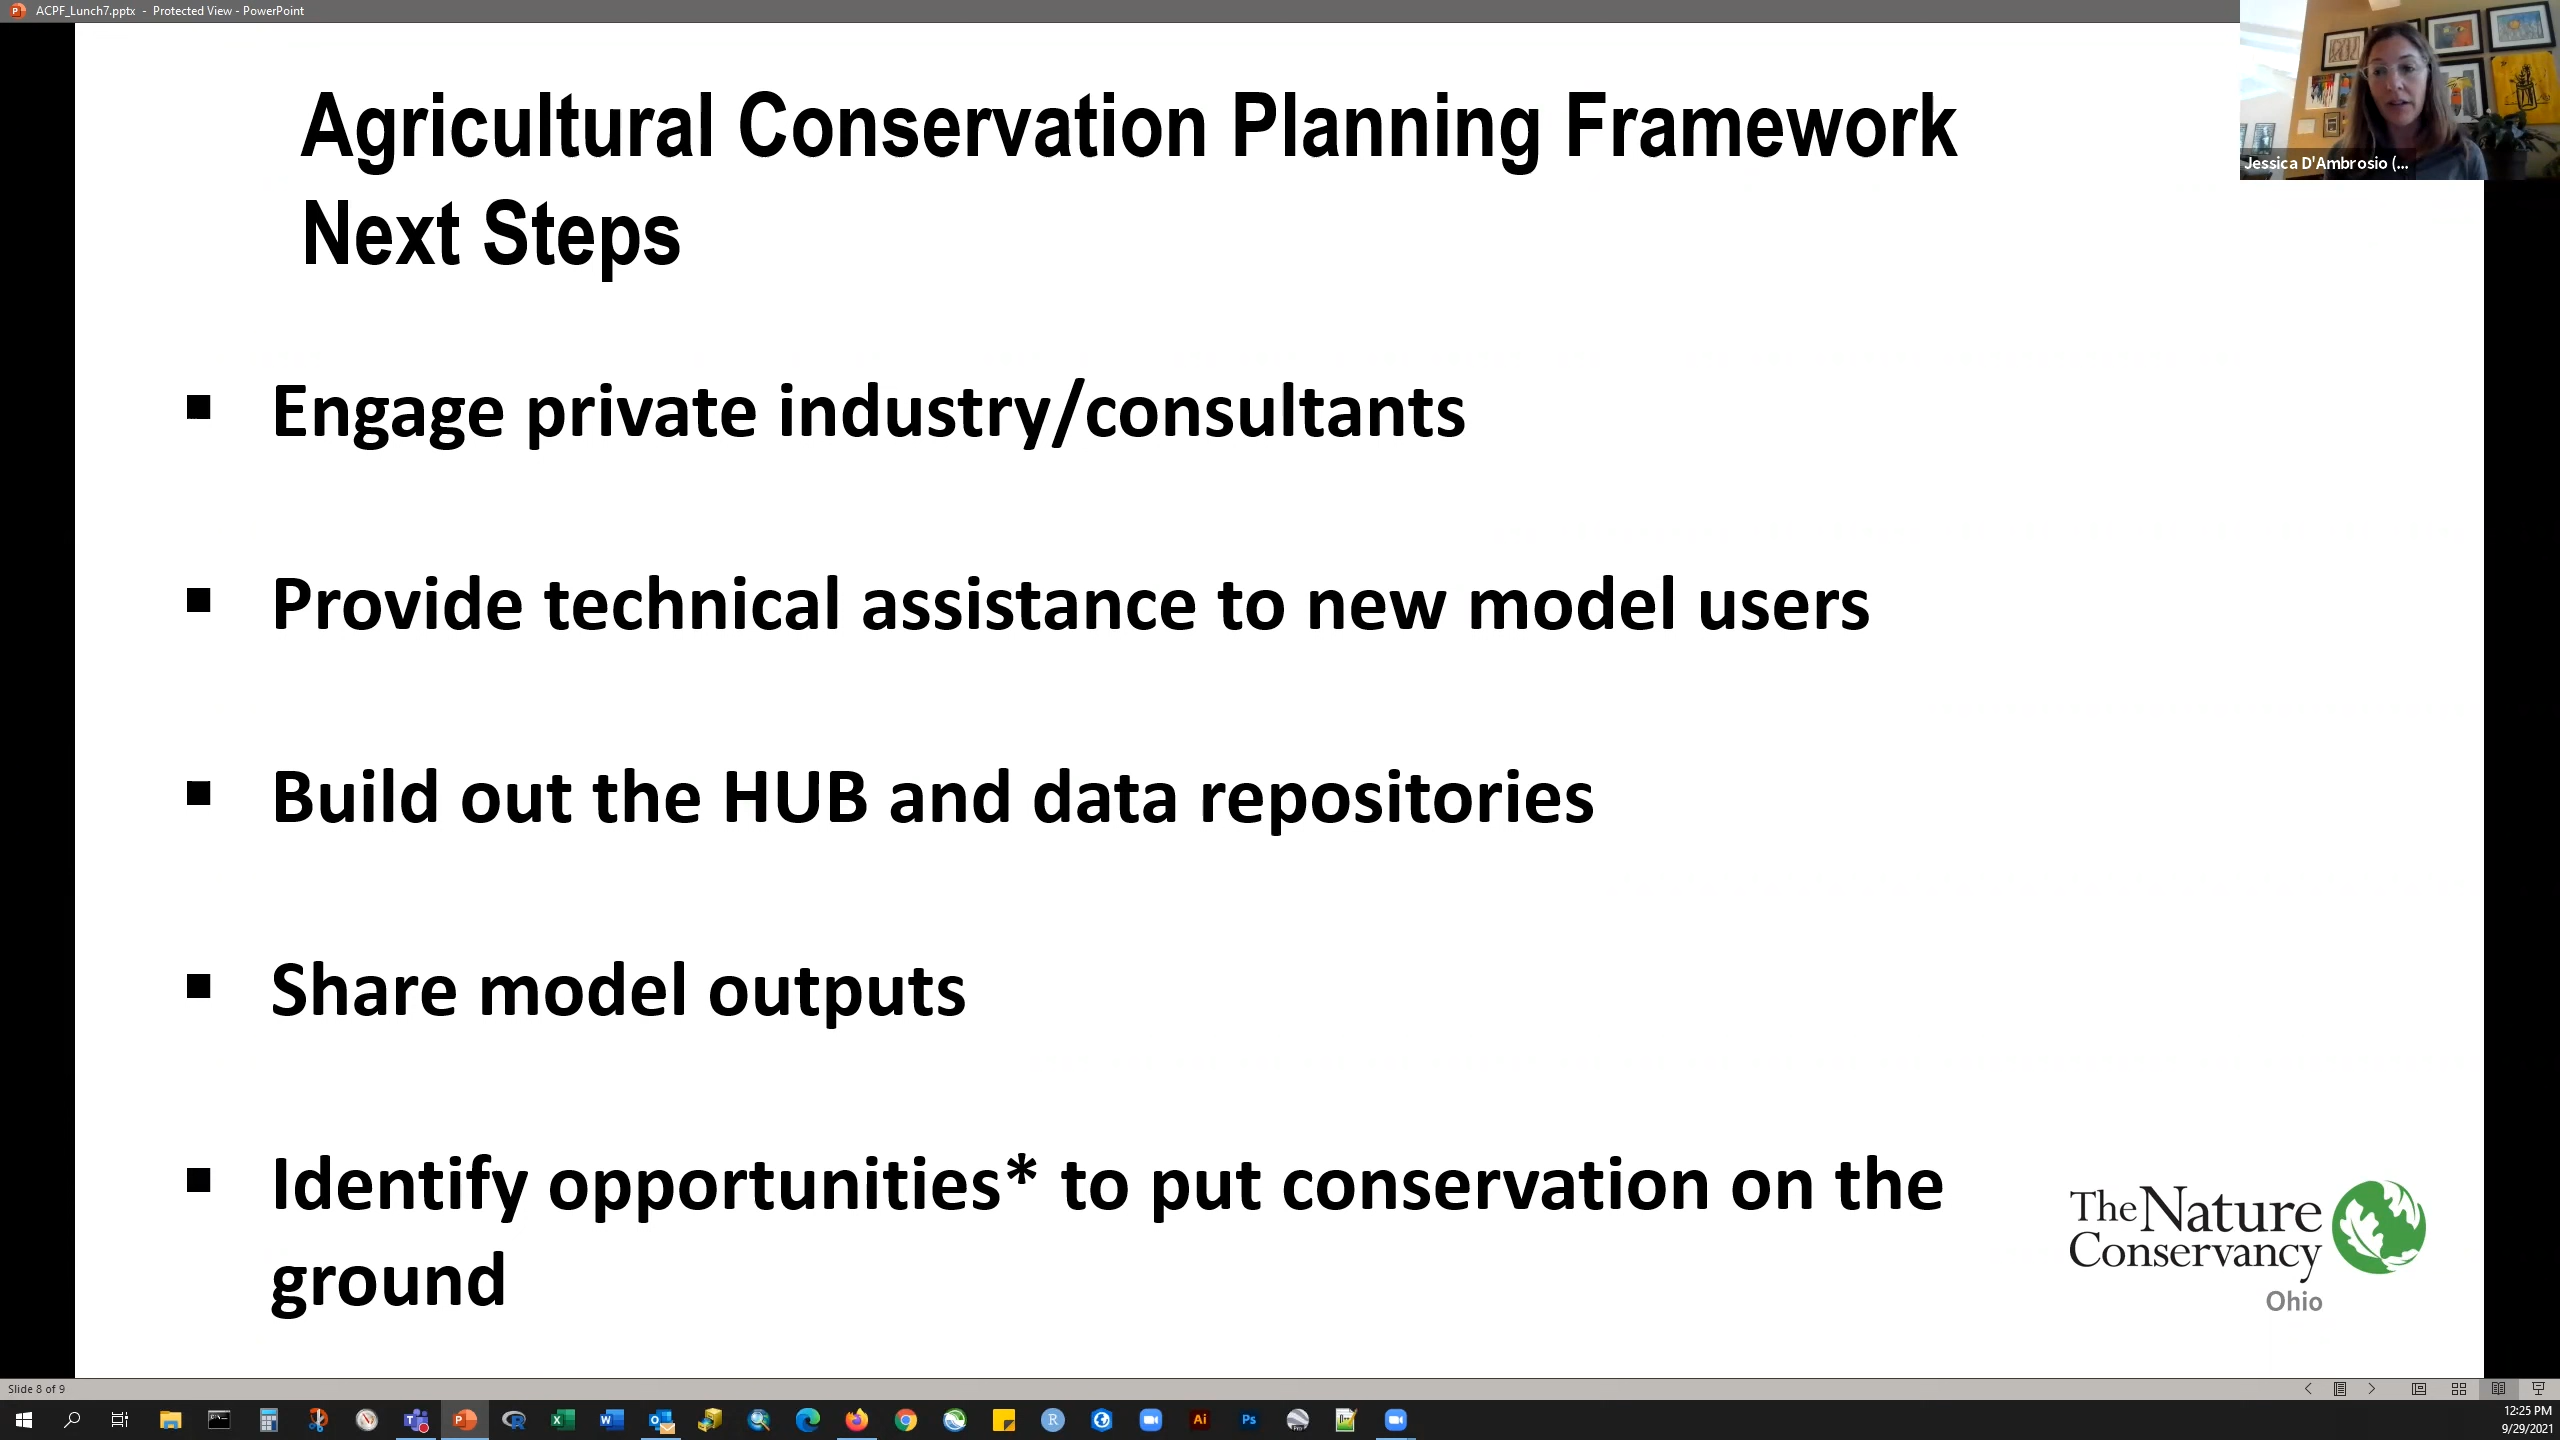 ACPF_Lunch7.pptx - Protected View - PowerPoint
Jessica D'Ambrosio (...
Agricultural Conservation Planning Framework
Next Steps
▪ Engage private industry/consultants
▪ Provide technical assistance to new model users
▪ Build out the HUB and data repositories
▪ Share model outputs
▪ Identify opportunities* to put conservation on the
ground
The Nature
Conservancy
Ohio
Slide 8 of 9
Ai
Ps
12:25 PM
9/29/2021